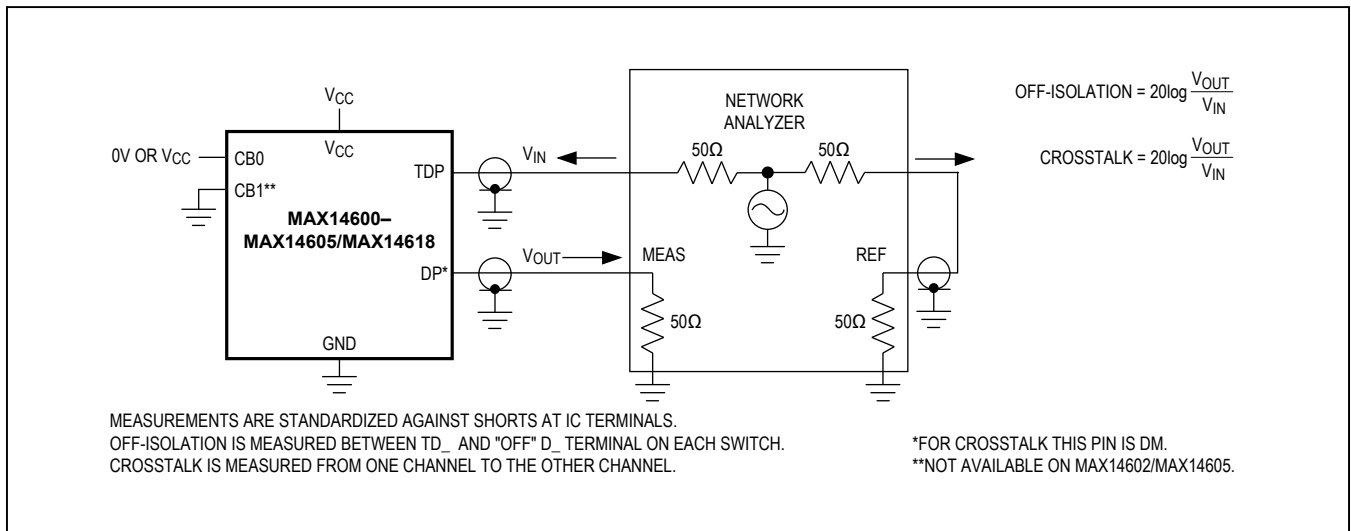 VCC
0V OR VCC
CB0
VCC
TDP
CB1**
MAX14600–
MAX14605/MAX14618
DP*
GND
VIN
VOUT
NETWORK
ANALYZER
50Ω
50Ω
MEAS
REF
50Ω
50Ω
OFF-ISOLATION = 20log VOUT
VIN
CROSSTALK = 20log VOUT
VIN
MEASUREMENTS ARE STANDARDIZED AGAINST SHORTS AT IC TERMINALS.
OFF-ISOLATION IS MEASURED BETWEEN TD_ AND "OFF" D_ TERMINAL ON EACH SWITCH.
CROSSTALK IS MEASURED FROM ONE CHANNEL TO THE OTHER CHANNEL.
*FOR CROSSTALK THIS PIN IS DM.
**NOT AVAILABLE ON MAX14602/MAX14605.